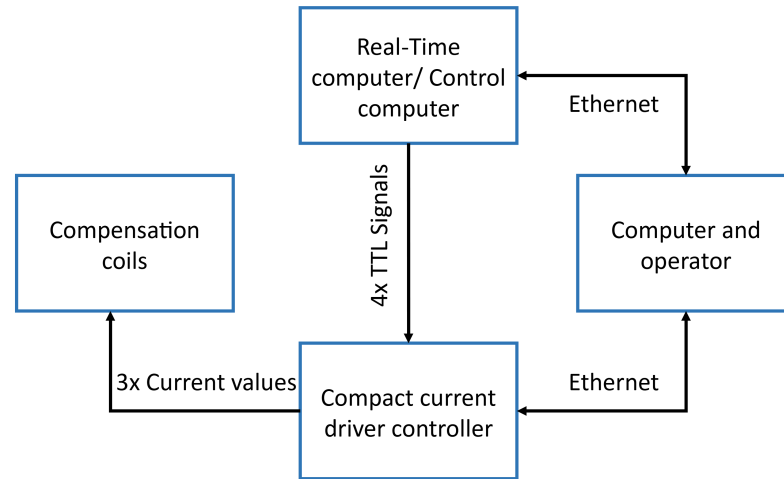 Real-Time
computer/ Control
computer
Ethernet
4x TTL Signals
Compensation
coils
Computer and
operator
3x Current values
Compact current
driver controller
Ethernet